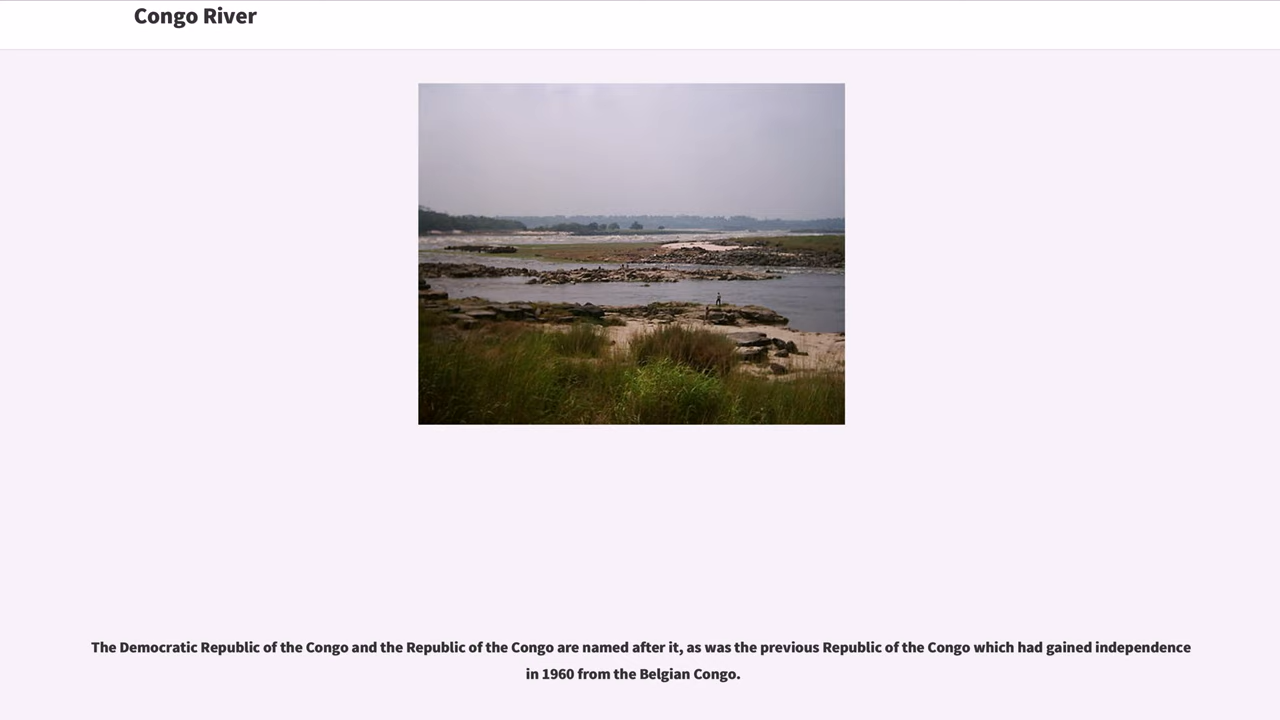 Congo River
The Democratic Republic of the Congo and the Republic of the Congo are named after it, as was the previous Republic of the Congo which had gained independence
in 1960 from the Belgian Congo.